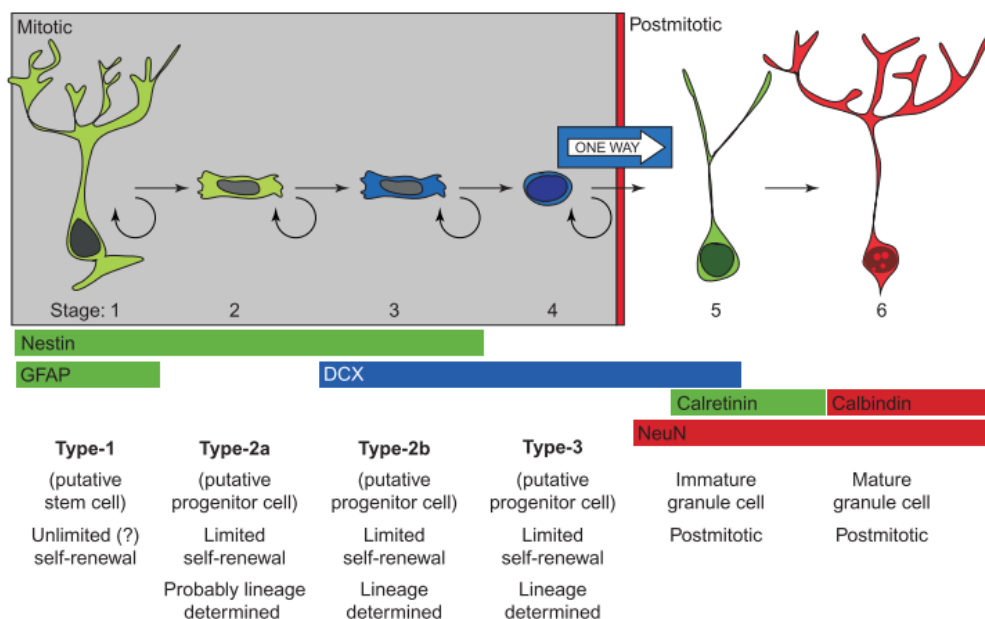 Mitotic
Postmitotic
ONE WAY
Stage: 1
2
3
4
5
6
Nestin
GFAP
DCX
Calretinin
Calbindin
NeuN
Type-1
(putative
stem cell)
Unlimited (?)
self-renewal
Type-2a
(putative
progenitor cell)
Limited
self-renewal
Probably lineage
determined
Type-2b
(putative
progenitor cell)
Limited
self-renewal
Lineage
determined
Type-3
(putative
progenitor cell)
Limited
self-renewal
Lineage
determined
Immature
granule cell
Postmitotic
Mature
granule cell
Postmitotic